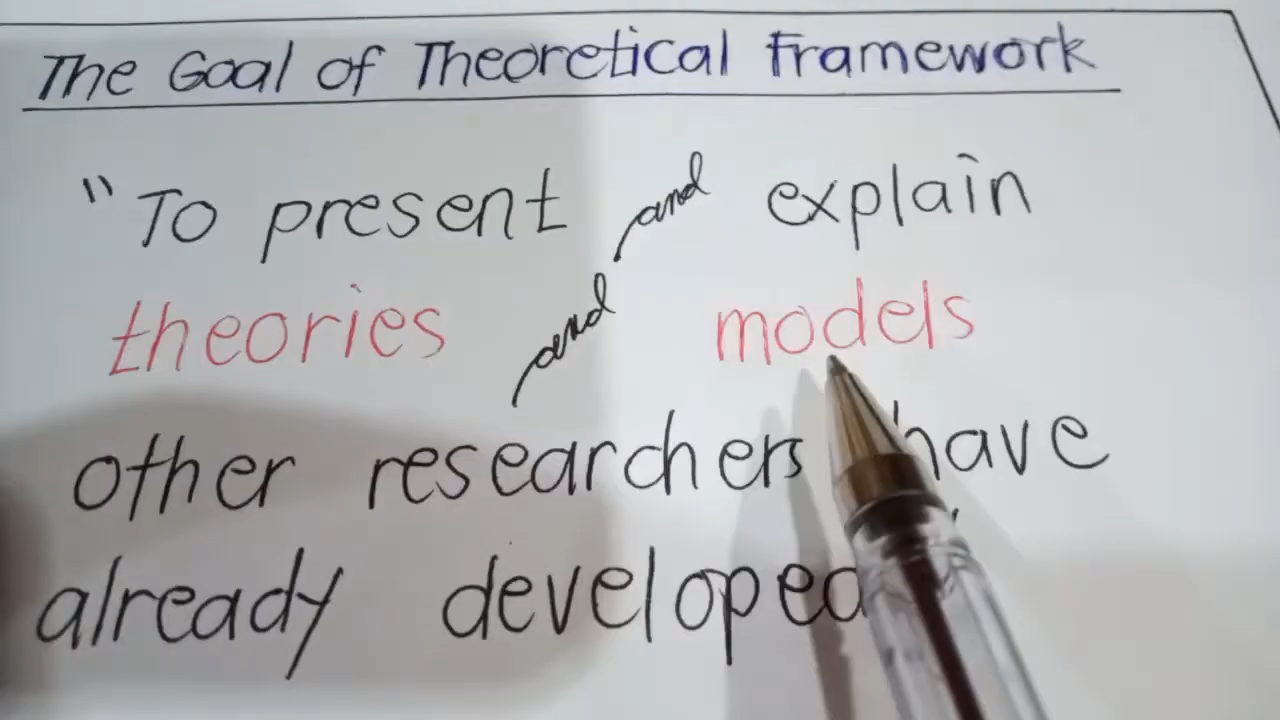 The Goal of Theoretical Framework
"To present and explain
theories and models
other researchers have
already developed